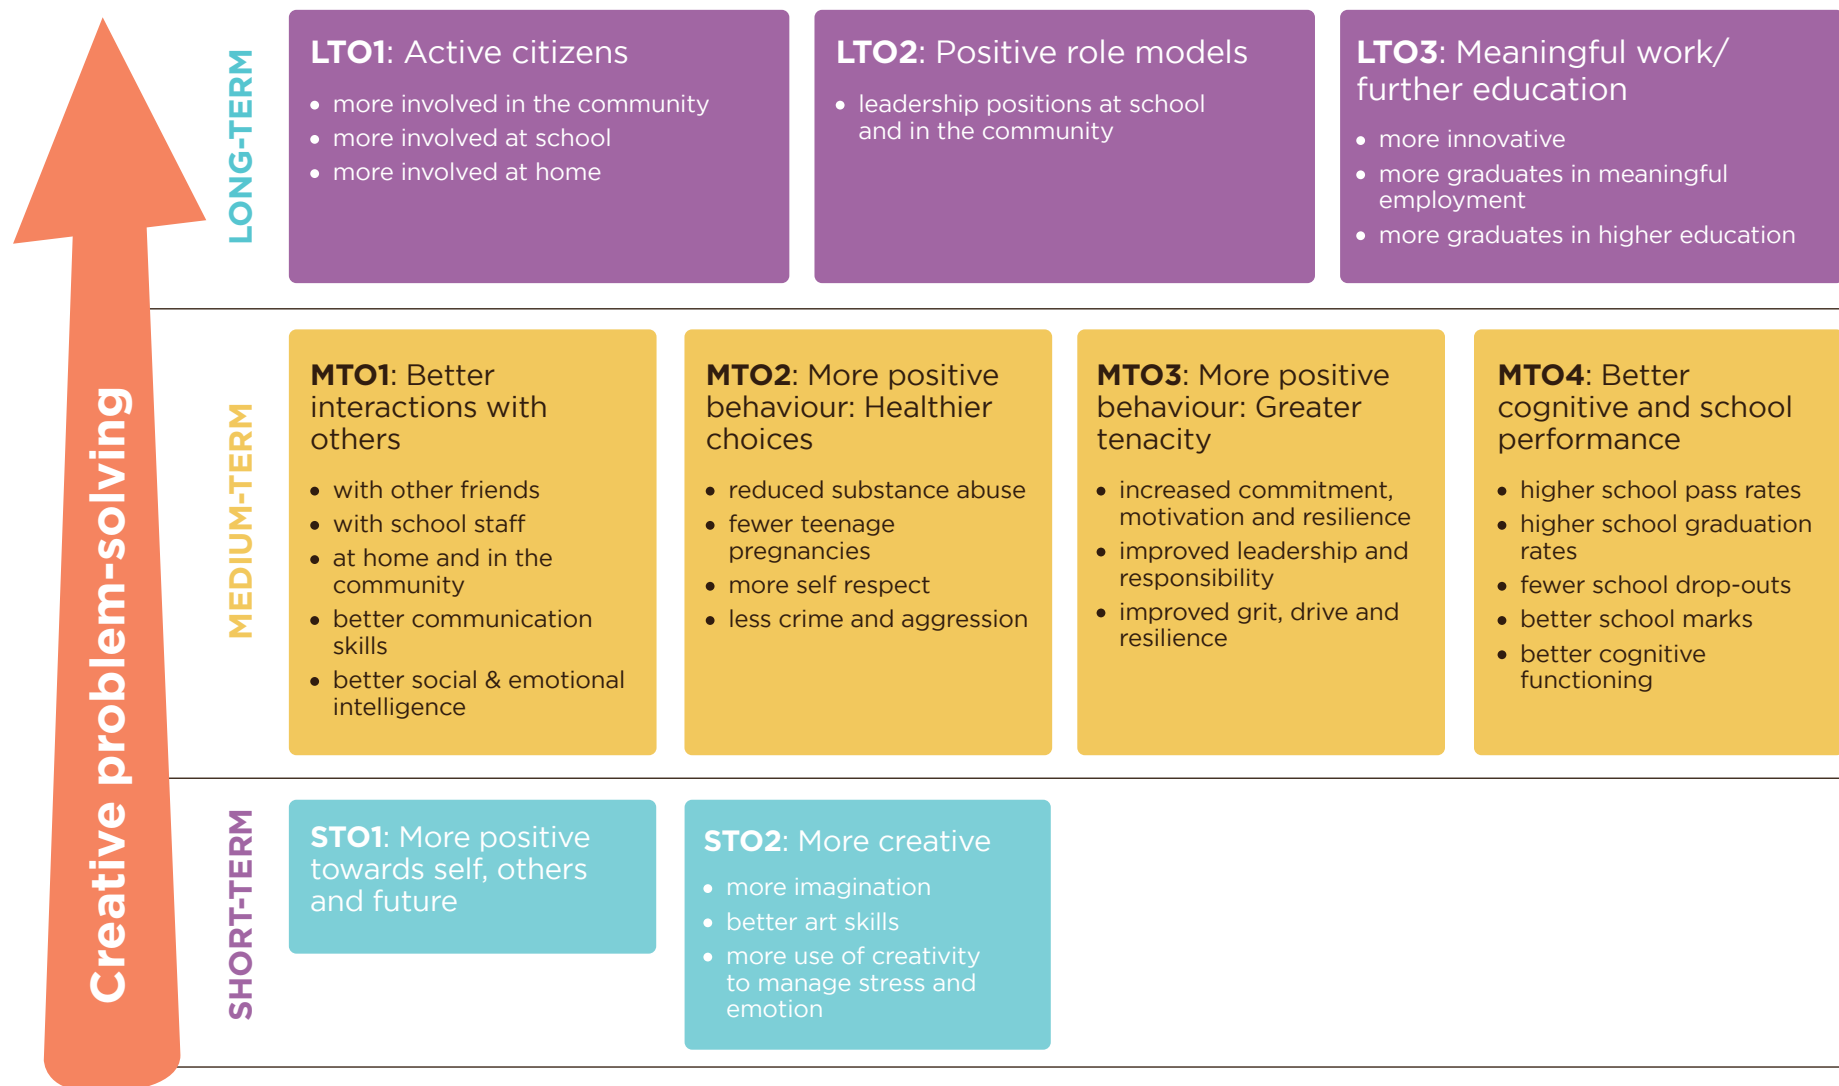 Creative problem-solving
LONG-TERM
LTO1: Active citizens
• more involved in the community
• more involved at school
• more involved at home
LTO2: Positive role models
• leadership positions at school
and in the community
LTO3: Meaningful work/
further education
• more innovative
• more graduates in meaningful
employment
• more graduates in higher education
MEDIUM-TERM
MTO1: Better
interactions with
others
• with other friends
• with school staff
• at home and in the
community
• better communication
skills
• better social & emotional
intelligence
MTO2: More positive
behaviour: Healthier
choices
• reduced substance abuse
• fewer teenage
pregnancies
• more self respect
• less crime and aggression
MTO3: More positive
behaviour: Greater
tenacity
• increased commitment,
motivation and resilience
• improved leadership and
responsibility
• improved grit, drive and
resilience
MTO4: Better
cognitive and school
performance
• higher school pass rates
• higher school graduation
rates
• fewer school drop-outs
• better school marks
• better cognitive
functioning
SHORT-TERM
STO1: More positive
towards self, others
and future
STO2: More creative
• more imagination
• better art skills
• more use of creativity
to manage stress and
emotion